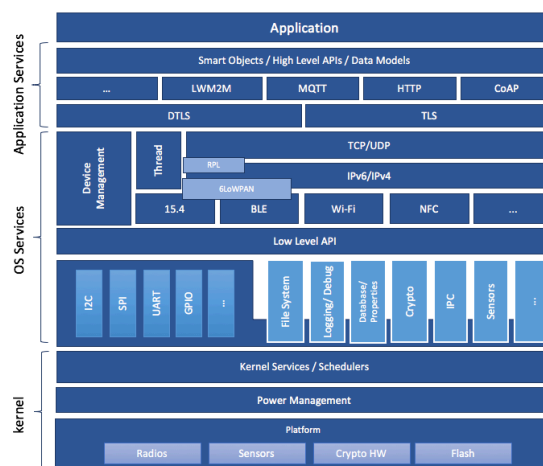 Application
Application Services
Smart Objects / High Level APIs / Data Models
...
LWM2M
MQTT
HTTP
CoAP
DTLS
TLS
OS Services
Device
Management
Thread
TCP/UDP
RPL
IPv6/IPv4
6LoWPAN
15.4
BLE
Wi-Fi
NFC
...
Low Level API
I2C
SPI
UART
GPIO
...
File System
Logging/ Debug
Database/
Properties
Crypto
IPC
Sensors
...
kernel
Kernel Services / Schedulers
Power Management
Platform
Radios
Sensors
Crypto HW
Flash